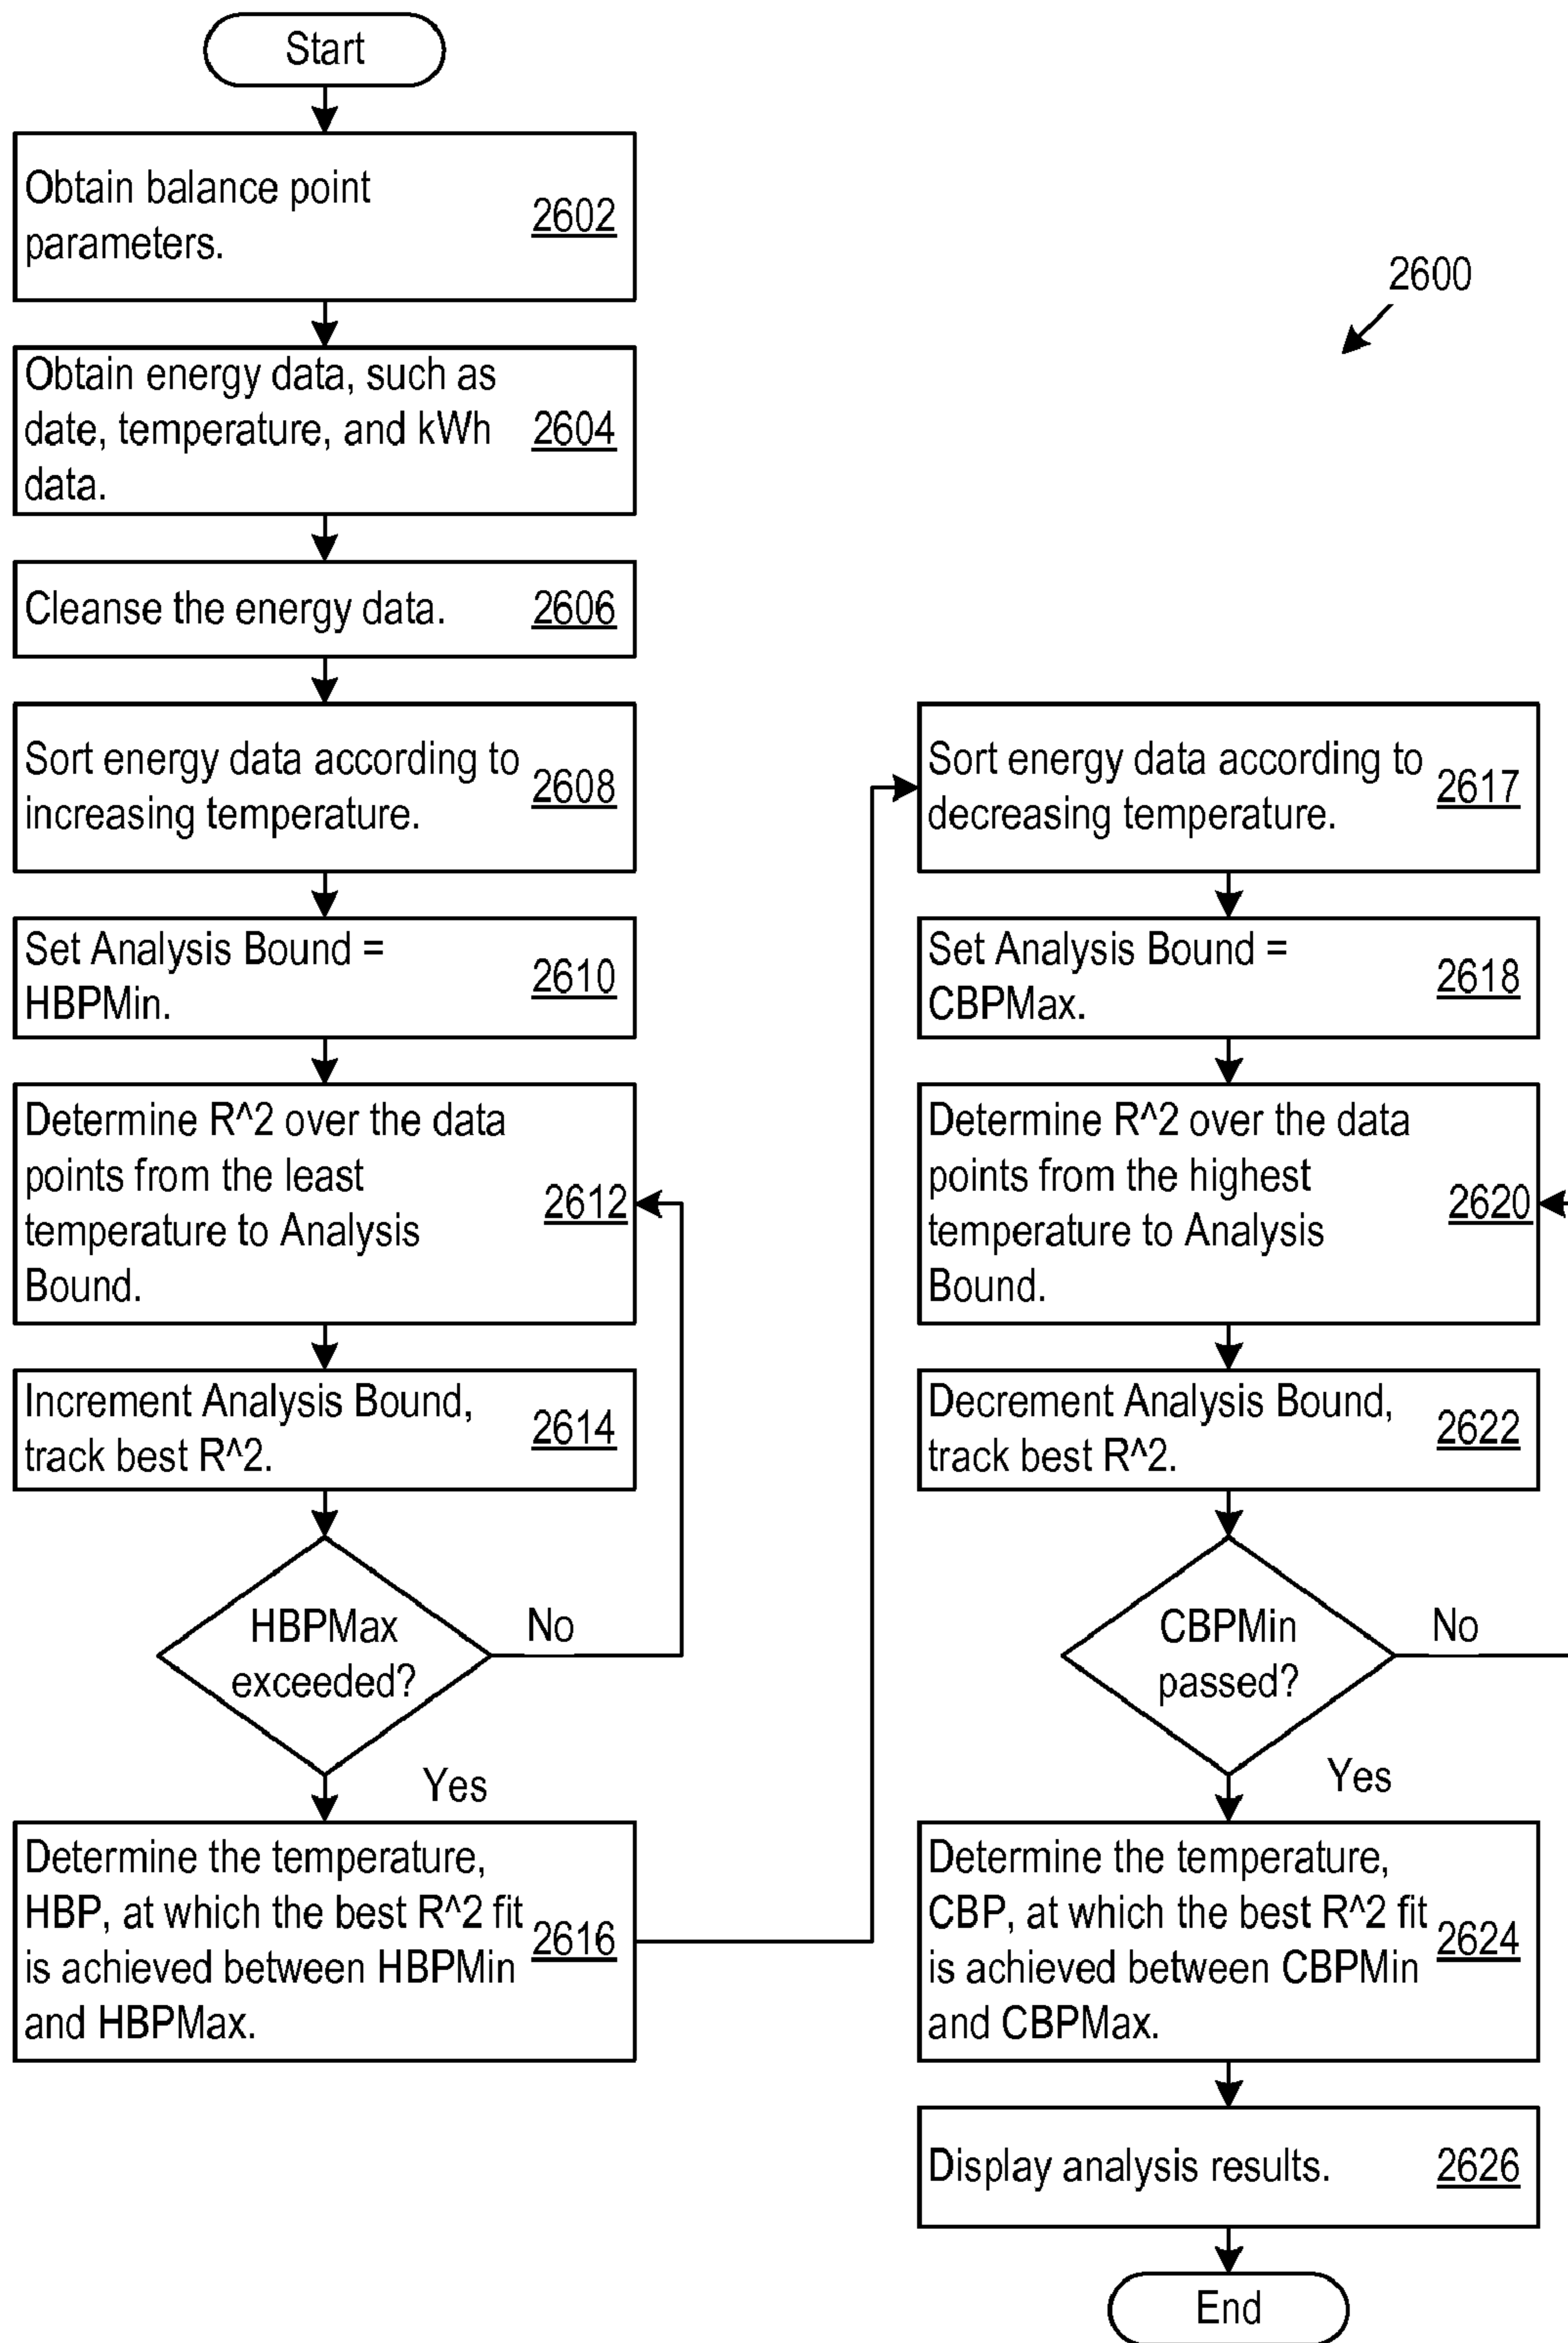 Start
Obtain balance point
parameters.
2602
Obtain energy data, such as
date, temperature, and kWh
data.
2604
Cleanse the energy data.
2606
Sort energy data according to
increasing temperature.
2608
Set Analysis Bound =
HBPMin.
2610
Determine R^2 over the data
points from the least
temperature to Analysis
Bound.
2612
Increment Analysis Bound,
track best R^2.
2614
HBPMax
exceeded?
No
Yes
Determine the temperature,
HBP, at which the best R^2 fit
is achieved between HBPMin
and HBPMax.
2616
2600
Sort energy data according to
decreasing temperature.
2617
Set Analysis Bound =
CBPMax.
2618
Determine R^2 over the data
points from the highest
temperature to Analysis
Bound.
2620
Decrement Analysis Bound,
track best R^2.
2622
CBPMin
passed?
No
Yes
Determine the temperature,
CBP, at which the best R^2 fit
is achieved between CBPMin
and CBPMax.
2624
Display analysis results.
2626
End